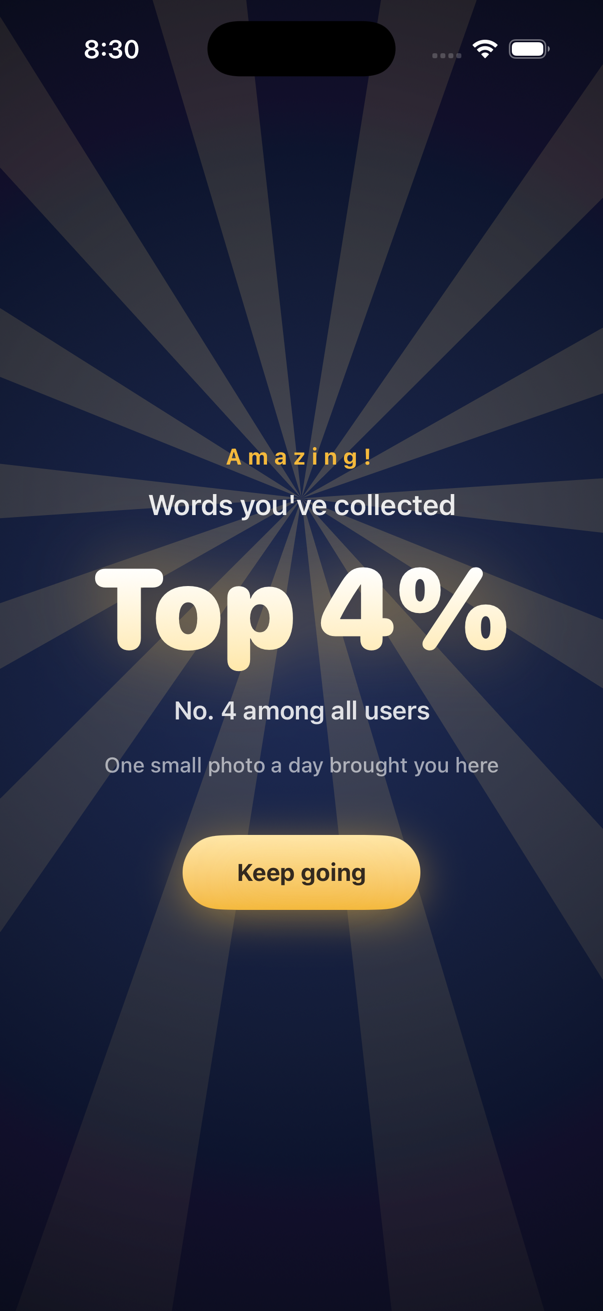 8:30
Amazing!
Words you've collected
Top 4%
No. 4 among all users
One small photo a day brought you here
Keep going